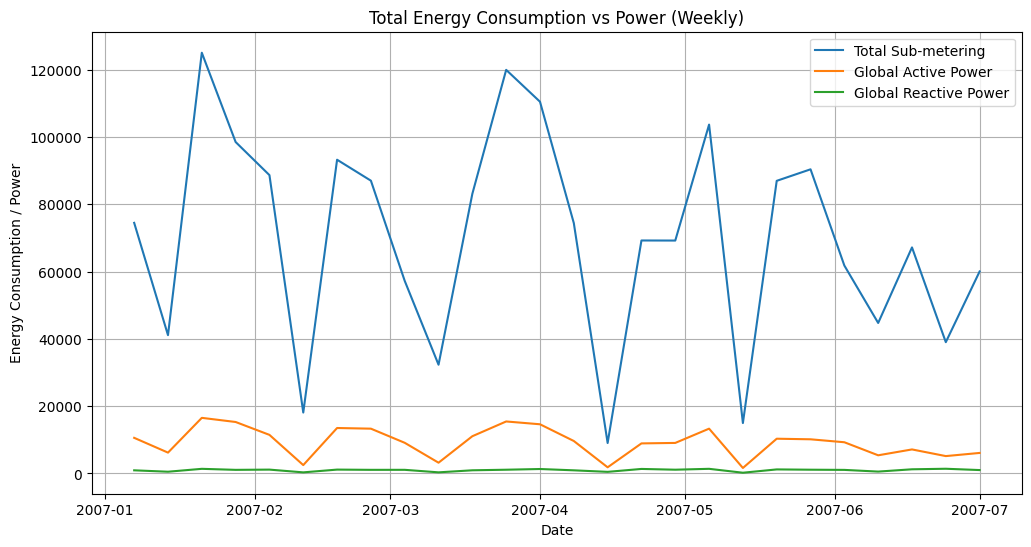 Total Energy Consumption vs Power (Weekly)
Total Sub-metering
Global Active Power
Global Reactive Power
Energy Consumption / Power
120000
100000
80000
60000
40000
20000
0
2007-01 2007-02 2007-03 2007-04 2007-05 2007-06 2007-07
Date